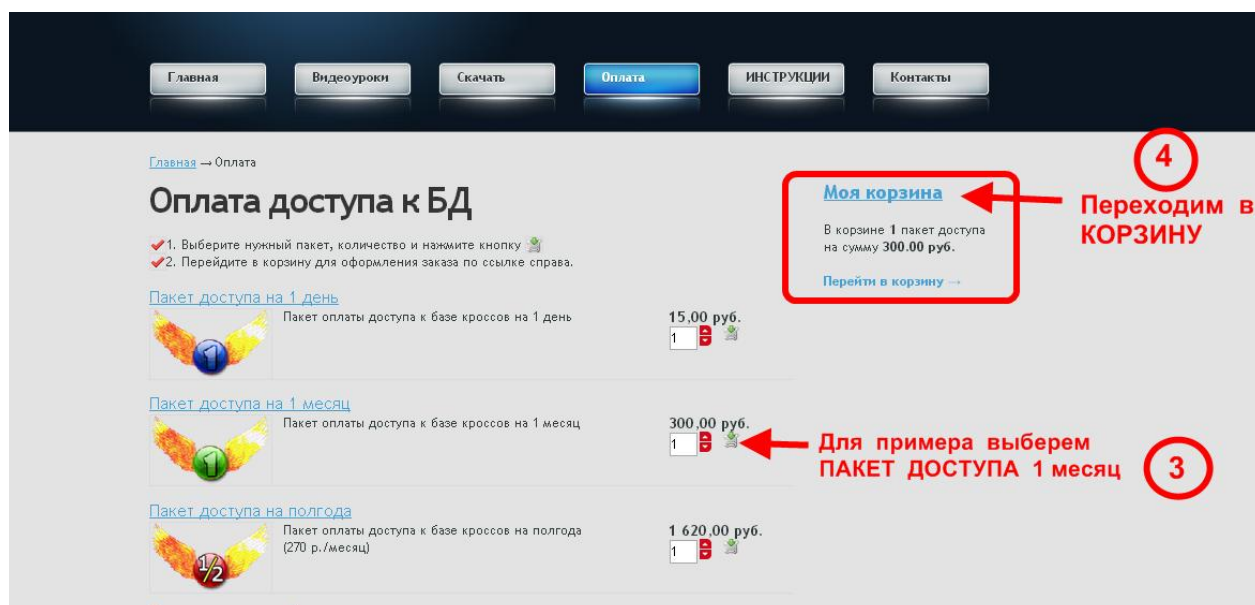 Главная Видеоуроки Скачать Оплата ИНСТРУКЦИИ Контакты
Главная → Оплата
Оплата доступа к БД
1. Выберите нужный пакет, количество и нажмите кнопку
2. Перейдите в корзину для оформления заказа по ссылке справа.
Моя корзина
В корзине 1 пакет доступа
на сумму 300.00 руб.
Перейти в корзину →
4
Переходим в
КОРЗИНУ
Пакет доступа на 1 день
1
Пакет оплаты доступа к базе кроссов на 1 день
15,00 руб.
1
Пакет доступа на 1 месяц
1
Пакет оплаты доступа к базе кроссов на 1 месяц
300,00 руб.
1
Для примера выберем
ПАКЕТ ДОСТУПА 1 месяц
3
Пакет доступа на полгода
1/2
Пакет оплаты доступа к базе кроссов на полгода
(270 р./месяц)
1 620,00 руб.
1